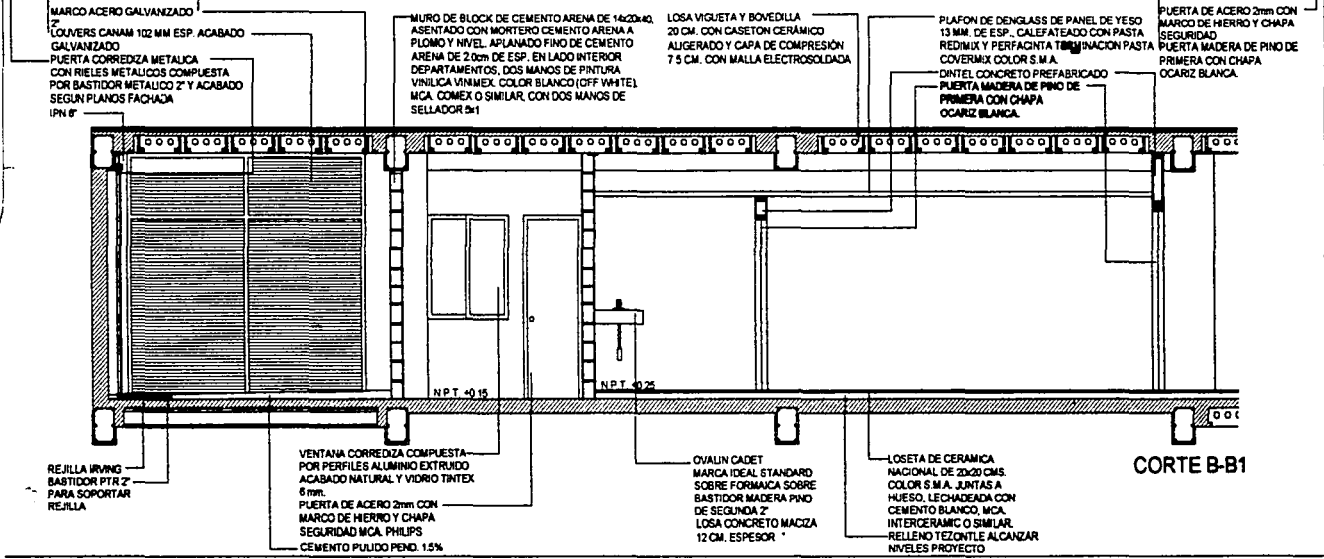 MARCO ACERO GALVANIZADO
2"
LOUVERS CANAM 102 MM ESP. ACABADO
GALVANIZADO
PUERTA CORREDIZA METALICA
CON RIELES METALICOS COMPUESTA
POR BASTIDOR METALICO 2" Y ACABADO
SEGUN PLANOS FACHADA
IPN 6"
MURO DE BLOCK DE CEMENTO ARENA DE 14x20x40,
ASENTADO CON MORTERO CEMENTO ARENA A
PLOMO Y NIVEL. APLANADO FINO DE CEMENTO
ARENA DE 2.0cm DE ESP. EN LADO INTERIOR
DEPARTAMENTOS, DOS MANOS DE PINTURA
VINILICA VINIMEX. COLOR BLANCO (OFF WHITE).
MCA. COMEX O SIMILAR, CON DOS MANOS DE
SELLADOR 5x1
LOSA VIGUETA Y BOVEDILLA
20 CM. CON CASETON CERÁMICO
ALIGERADO Y CAPA DE COMPRESIÓN
7 5 CM. CON MALLA ELECTROSOLDADA
PLAFON DE DENGLASS DE PANEL DE YESO
13 MM. DE ESP., CALEFATEADO CON PASTA
REDIMIX Y PERFACINTA TERMINACION PASTA
COVERMIX COLOR S.M.A.
DINTEL CONCRETO PREFABRICADO
PUERTA MADERA DE PINO DE
PRIMERA CON CHAPA
OCARIZ BLANCA.
PUERTA DE ACERO 2mm CON
MARCO DE HIERRO Y CHAPA
SEGURIDAD
PUERTA MADERA DE PINO DE
PRIMERA CON CHAPA
OCARIZ BLANCA.
N.P.T. +0 15
N.P.T. +0 25
REJILLA IRVING
BASTIDOR PTR 2"
PARA SOPORTAR
REJILLA
VENTANA CORREDIZA COMPUESTA
POR PERFILES ALUMINIO EXTRUIDO
ACABADO NATURAL Y VIDRIO TINTEX
6 mm.
PUERTA DE ACERO 2mm CON
MARCO DE HIERRO Y CHAPA
SEGURIDAD MCA. PHILIPS
CEMENTO PULIDO PEND. 1.5%
OVALIN CADET
MARCA IDEAL STANDARD
SOBRE FORMAICA SOBRE
BASTIDOR MADERA PINO
DE SEGUNDA 2"
LOSA CONCRETO MACIZA
12 CM. ESPESOR
LOSETA DE CERAMICA
NACIONAL DE 20x20 CMS.
COLOR S.M.A. JUNTAS A
HUESO, LECHADEADA CON
CEMENTO BLANCO, MCA.
INTERCERAMIC O SIMILAR.
RELLENO TEZONTLE ALCANZAR
NIVELES PROYECTO
CORTE B-B1